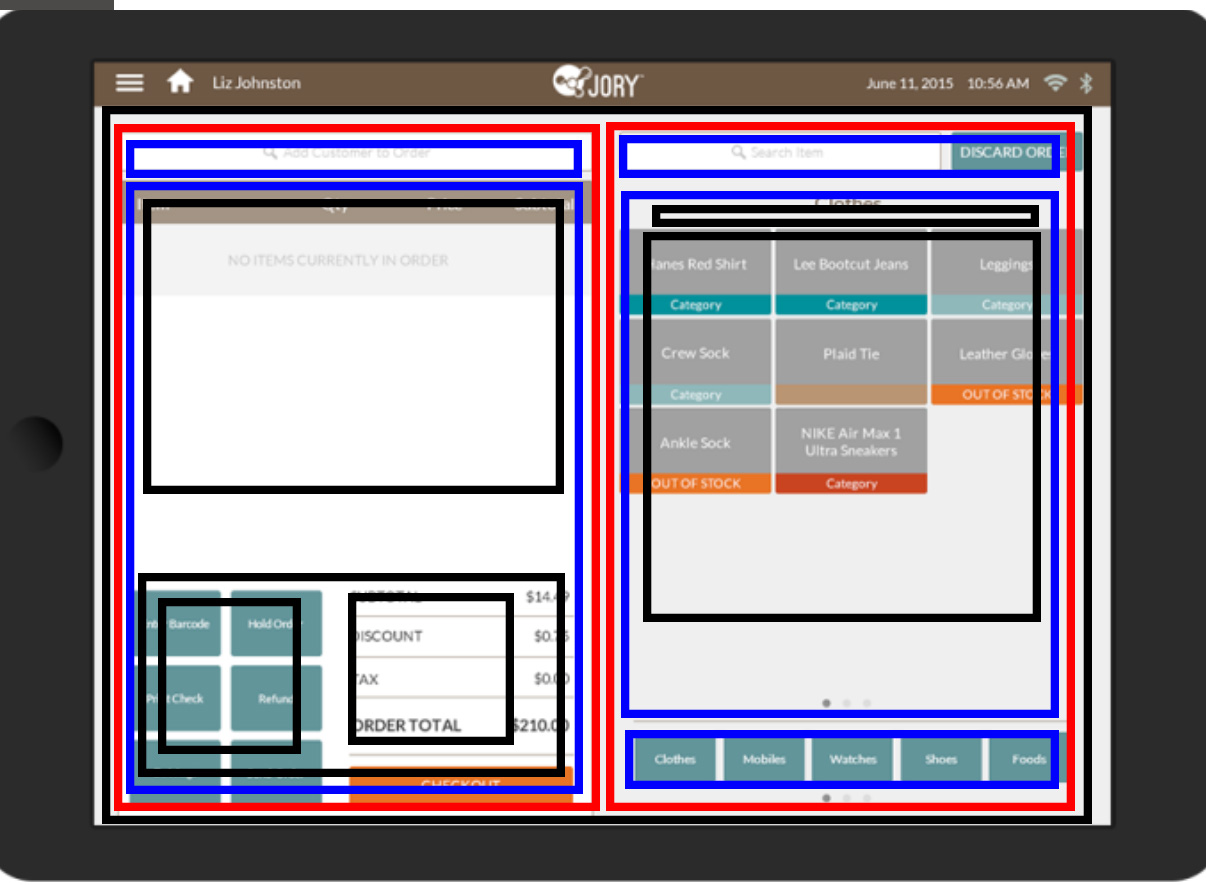 Liz Johnston
JORY
June 11, 2015 10:56 AM
Add Customer to Order
Qty Price Subtotal
NO ITEMS CURRENTLY IN ORDER
Barcode
Hold Order
Print Check
Refund
SUBTOTAL $14.49
DISCOUNT
TAX $0.00
ORDER TOTAL $210.00
CHECKOUT
Search Item
DISCARD ORDER
Clothes
Hanes Red Shirt
Category
Lee Bootcut Jeans
Category
Leggings
Category
Crew Sock
Category
Plaid Tie
Leather Gloves
OUT OF STOCK
Ankle Sock
OUT OF STOCK
NIKE Air Max 1
Ultra Sneakers
Category
Clothes Mobiles Watches Shoes Foods